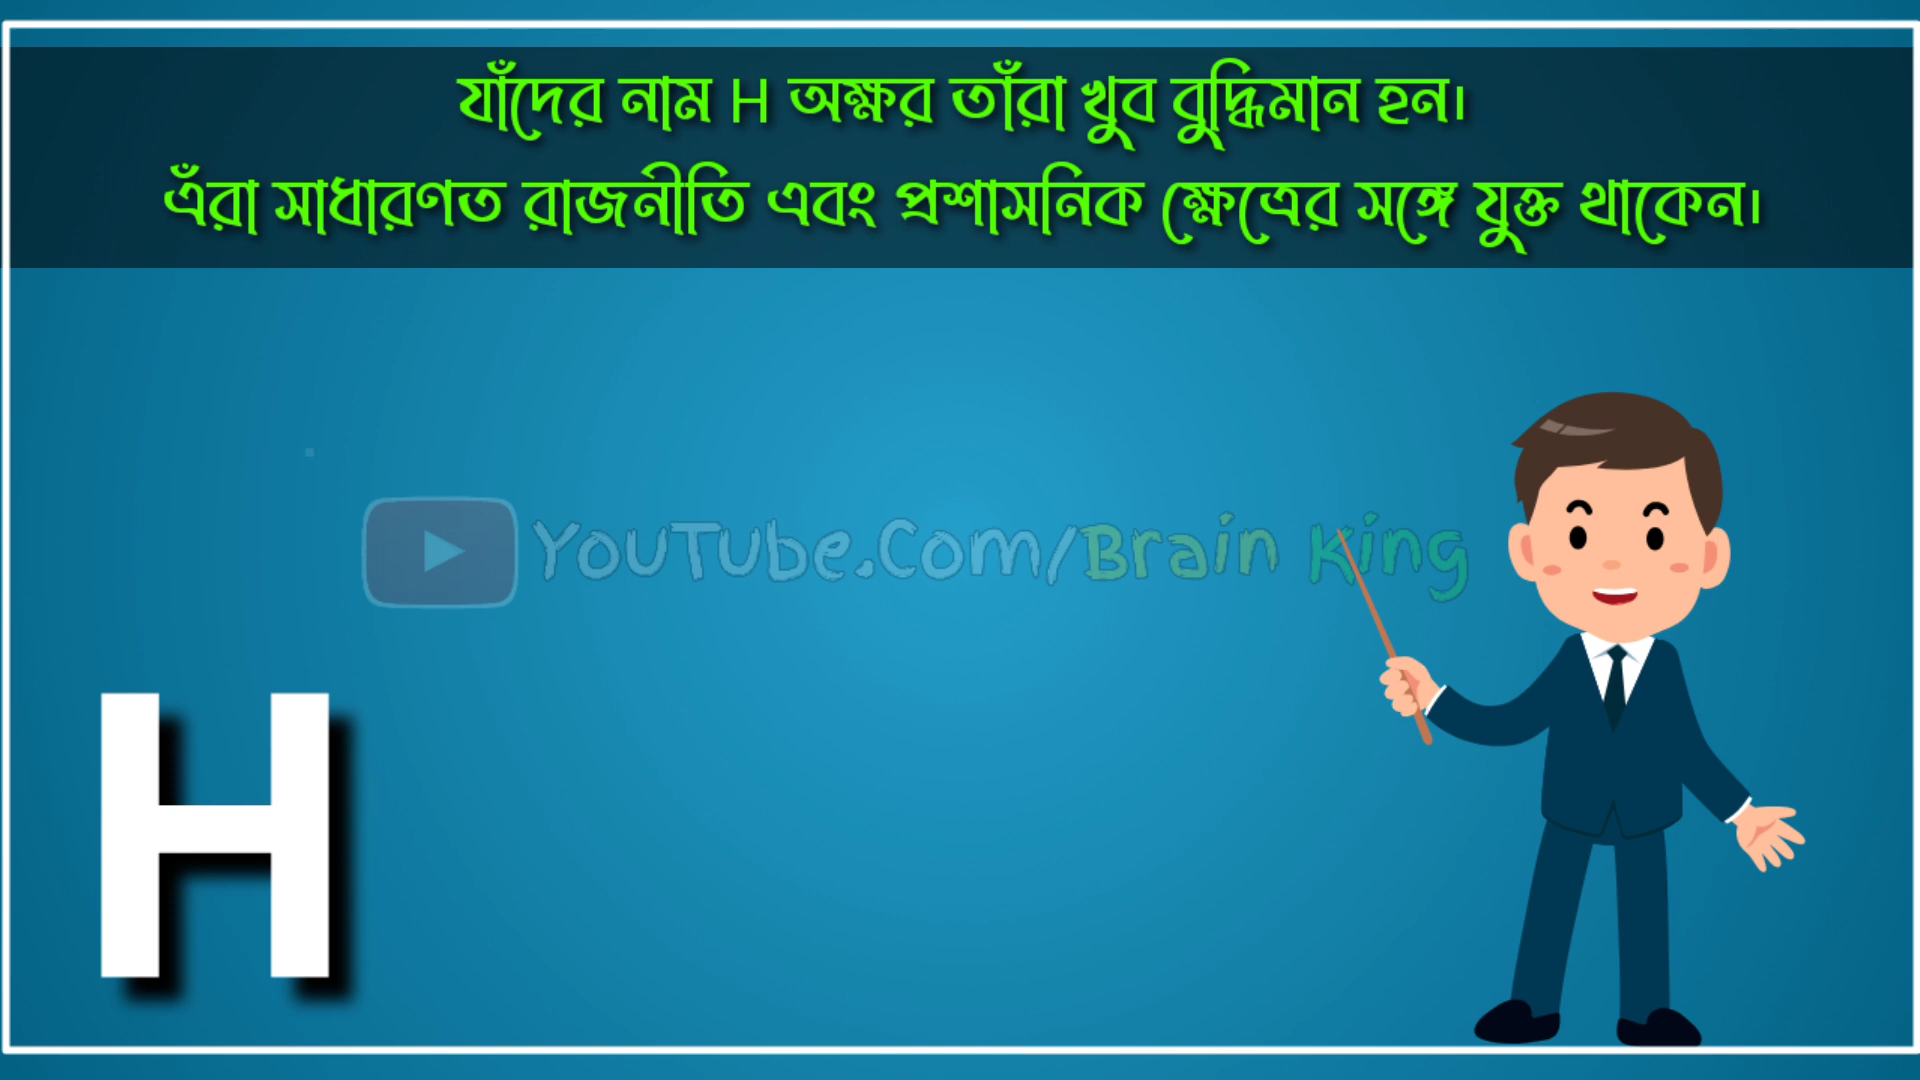 যাঁদের নাম H অক্ষর তাঁরা খুব বুদ্ধিমান হন।
এঁরা সাধারণত রাজনীতি এবং প্রশাসনিক ক্ষেত্রের সঙ্গে যুক্ত থাকেন।
YouTube.Com/Brain King
H